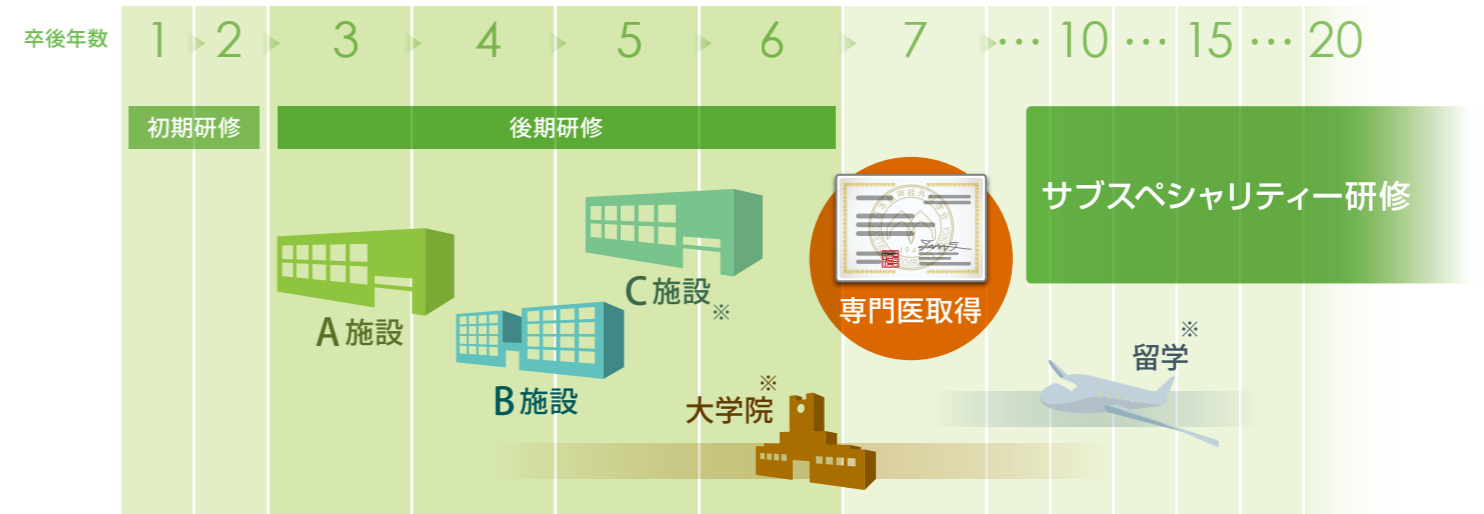 卒後年数 1 2 3 4 5 6 7 … 10 … 15 … 20
初期研修
後期研修
サブスペシャリティー研修
A施設
B施設
C施設※
専門医取得
大学院※
留学※